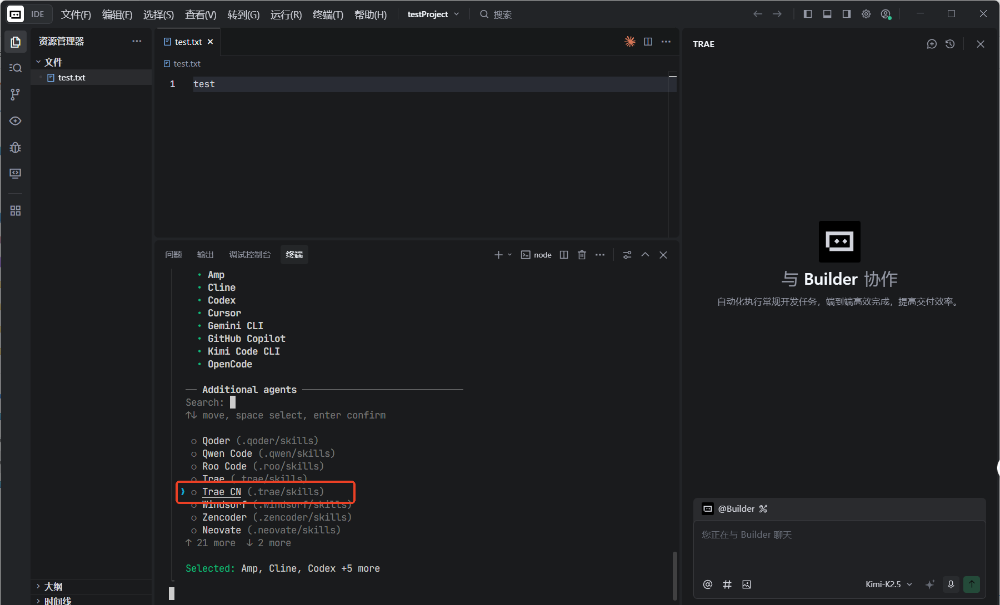 IDE 文件(F) 编辑(E) 选择(S) 查看(V) 转到(G) 运行(R) 终端(T) 帮助(H) testProject 搜索
资源管理器
文件
test.txt
大纲
时间线
test.txt
test.txt
1 test
问题 输出 调试控制台 终端 node
• Amp
• Cline
• Codex
• Cursor
• Gemini CLI
• GitHub Copilot
• Kimi Code CLI
• OpenCode
Additional agents
Search:
↑↓ move, space select, enter confirm
○ Qoder (.qoder/skills)
○ Qwen Code (.qwen/skills)
○ Roo Code (.roo/skills)
○ Trae (.trae/skills)
❯ ○ Trae CN (.trae/skills)
○ Windsurf (.windsurf/skills)
○ Zencoder (.zencoder/skills)
○ Neovate (.neovate/skills)
↑ 21 more ↓ 2 more
Selected: Amp, Cline, Codex +5 more
TRAE
与 Builder 协作
自动化执行常规开发任务，端到端高效完成，提高交付效率。
@Builder
您正在与 Builder 聊天
@ # Kimi-K2.5